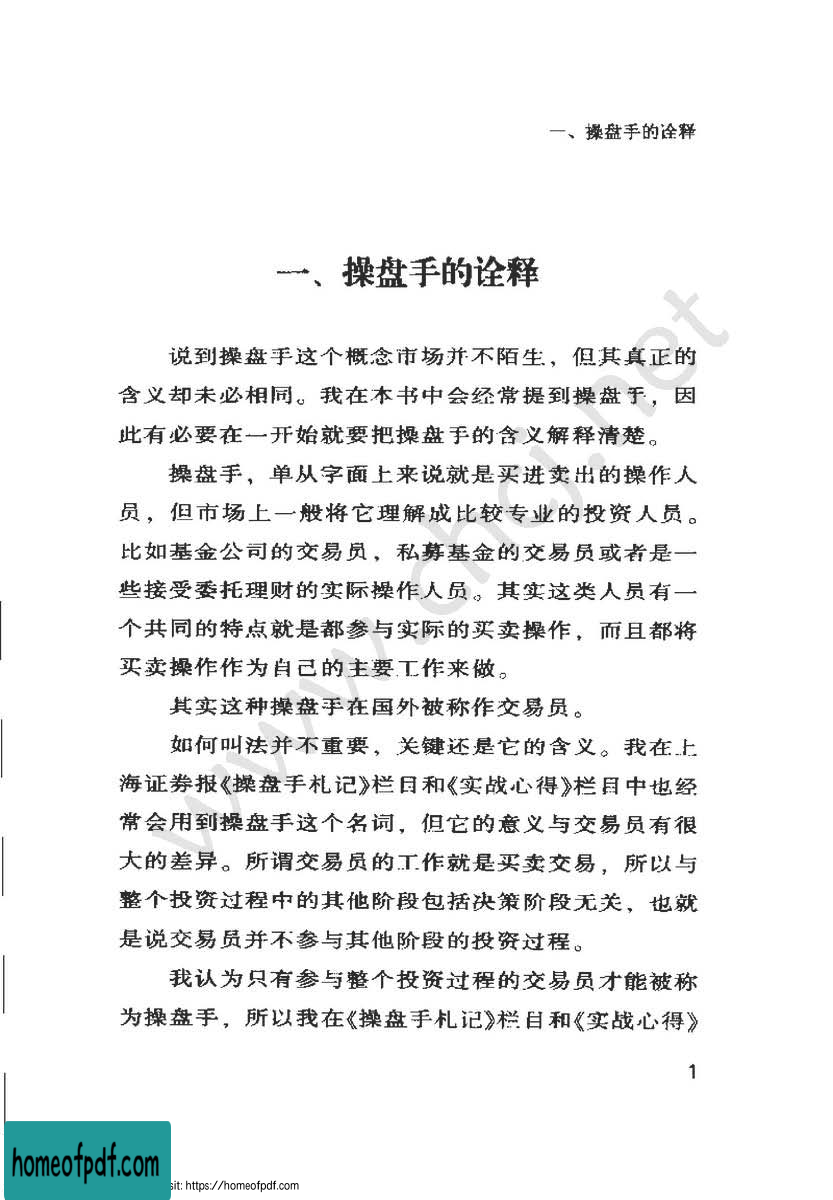 一、操盘手的诠释
一、操盘手的诠释
说到操盘手这个概念市场并不陌生，但其真正的
含义却未必相同。我在本书中会经常提到操盘手，因
此有必要在一开始就要把操盘手的含义解释清楚。
操盘手，单从字面上来说就是买进卖出的操作人
员，但市场上一般将它理解成比较专业的投资人员。
比如基金公司的交易员，私募基金的交易员或者是一
些接受委托理财的实际操作人员。其实这类人员有一
个共同的特点就是都参与实际的买卖操作，而且都将
买卖操作作为自己的主要工作来做。
其实这种操盘手在国外被称作交易员。
如何叫法并不重要，关键还是它的含义。我在上
海证券报《操盘手札记》栏目和《实战心得》栏目中也经
常会用到操盘手这个名词，但它的意义与交易员有很
大的差异。所谓交易员的工作就是买卖交易，所以与
整个投资过程中的其他阶段包括决策阶段无关，也就
是说交易员并不参与其他阶段的投资过程。
我认为只有参与整个投资过程的交易员才能被称
为操盘手，所以我在《操盘手札记》栏目和《实战心得》
1
www.chcj.net
homeofpdf.com
sit: https://homeofpdf.com